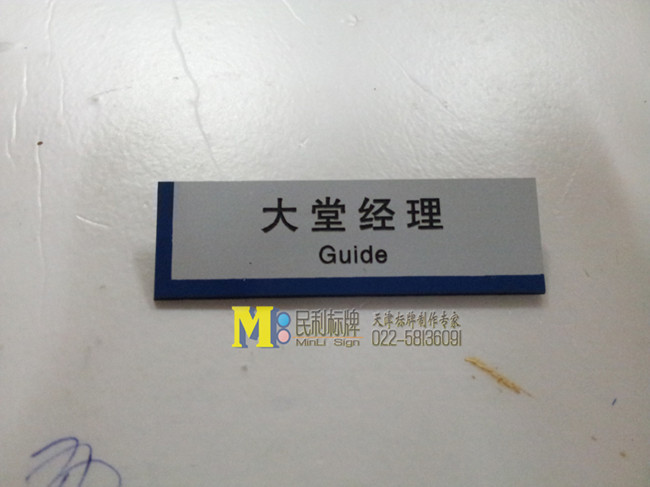 大堂经理
Guide
M 民利标牌 天津标牌制作专家
MinLi Sign 022-58136091